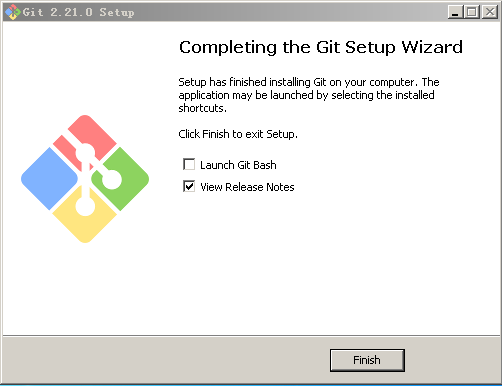 Git 2.21.0 Setup
Completing the Git Setup Wizard
Setup has finished installing Git on your computer. The
application may be launched by selecting the installed
shortcuts.
Click Finish to exit Setup.
Launch Git Bash
View Release Notes
Finish